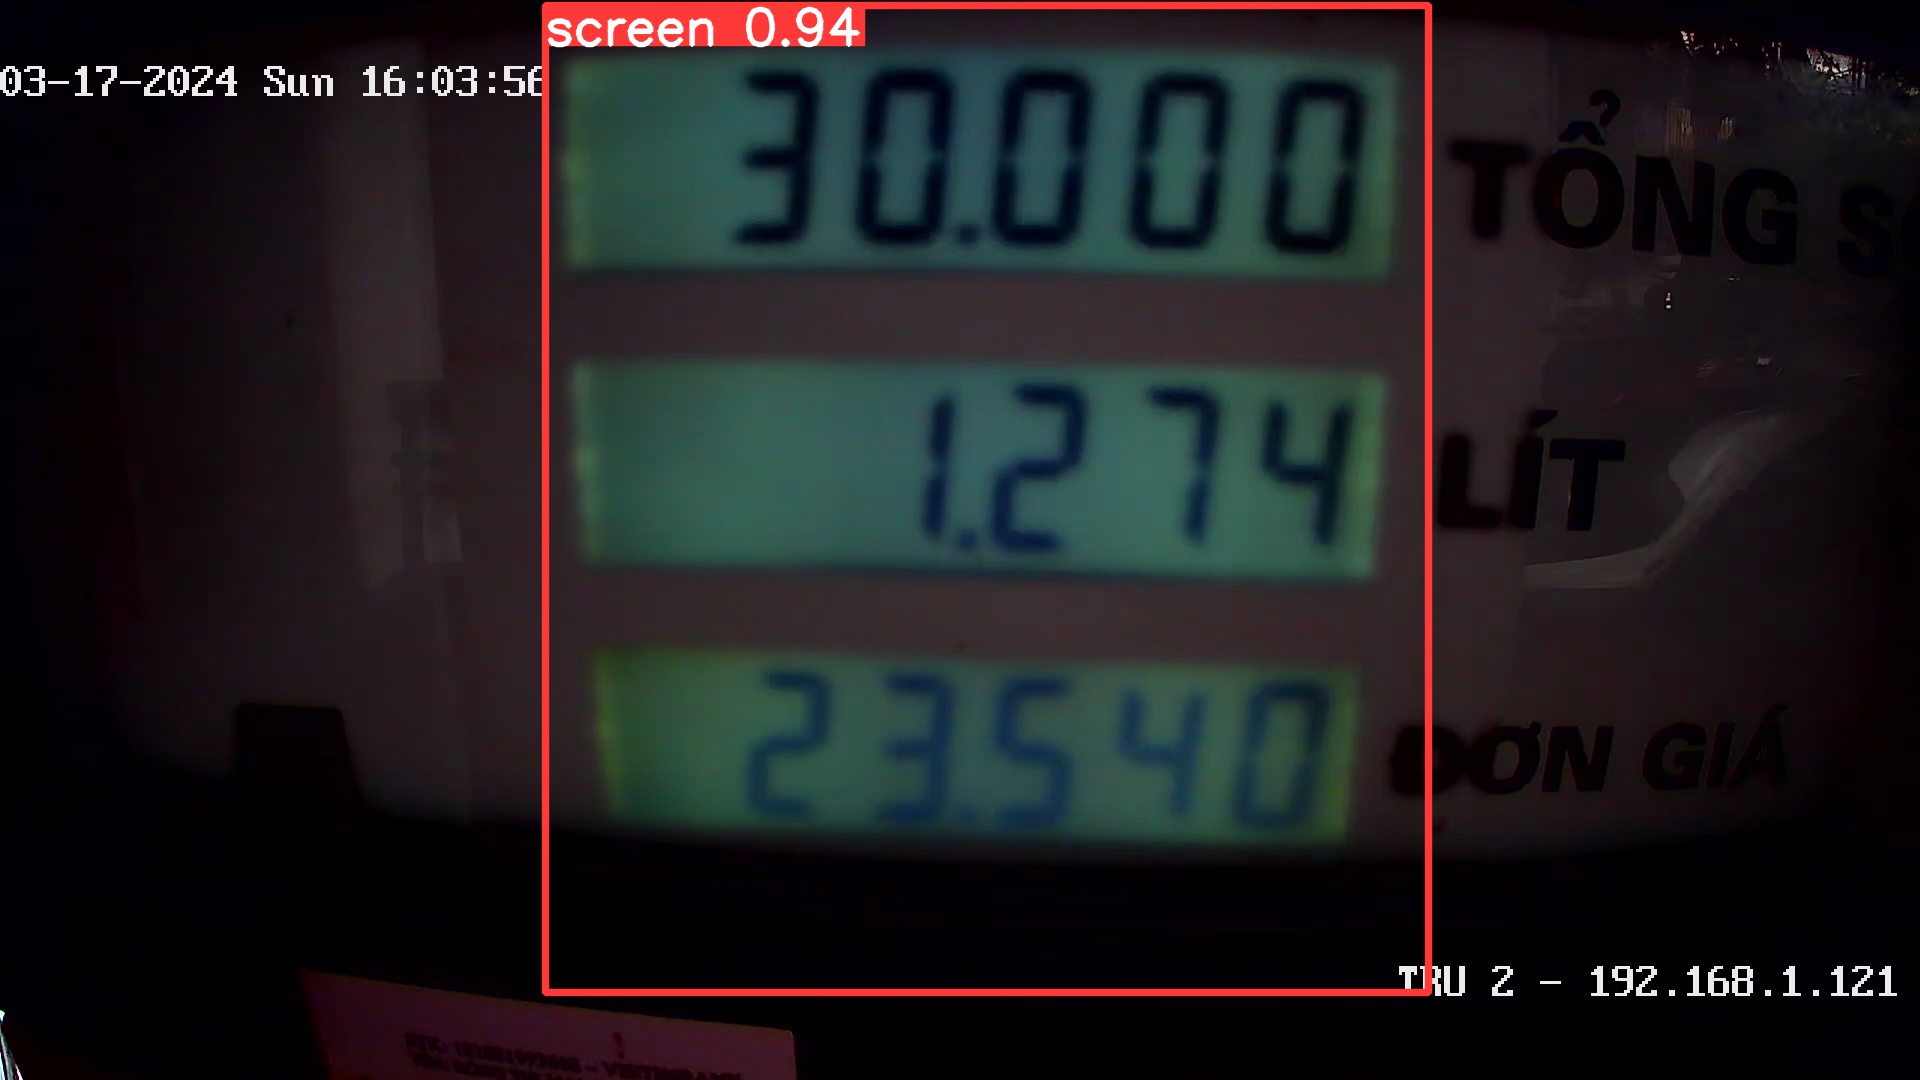 screen 0.94
03-17-2024 Sun 16:03:56
30.000
TỔNG S
1.274
LÍT
23.540
ĐƠN GIÁ
TRU 2 - 192.168.1.121